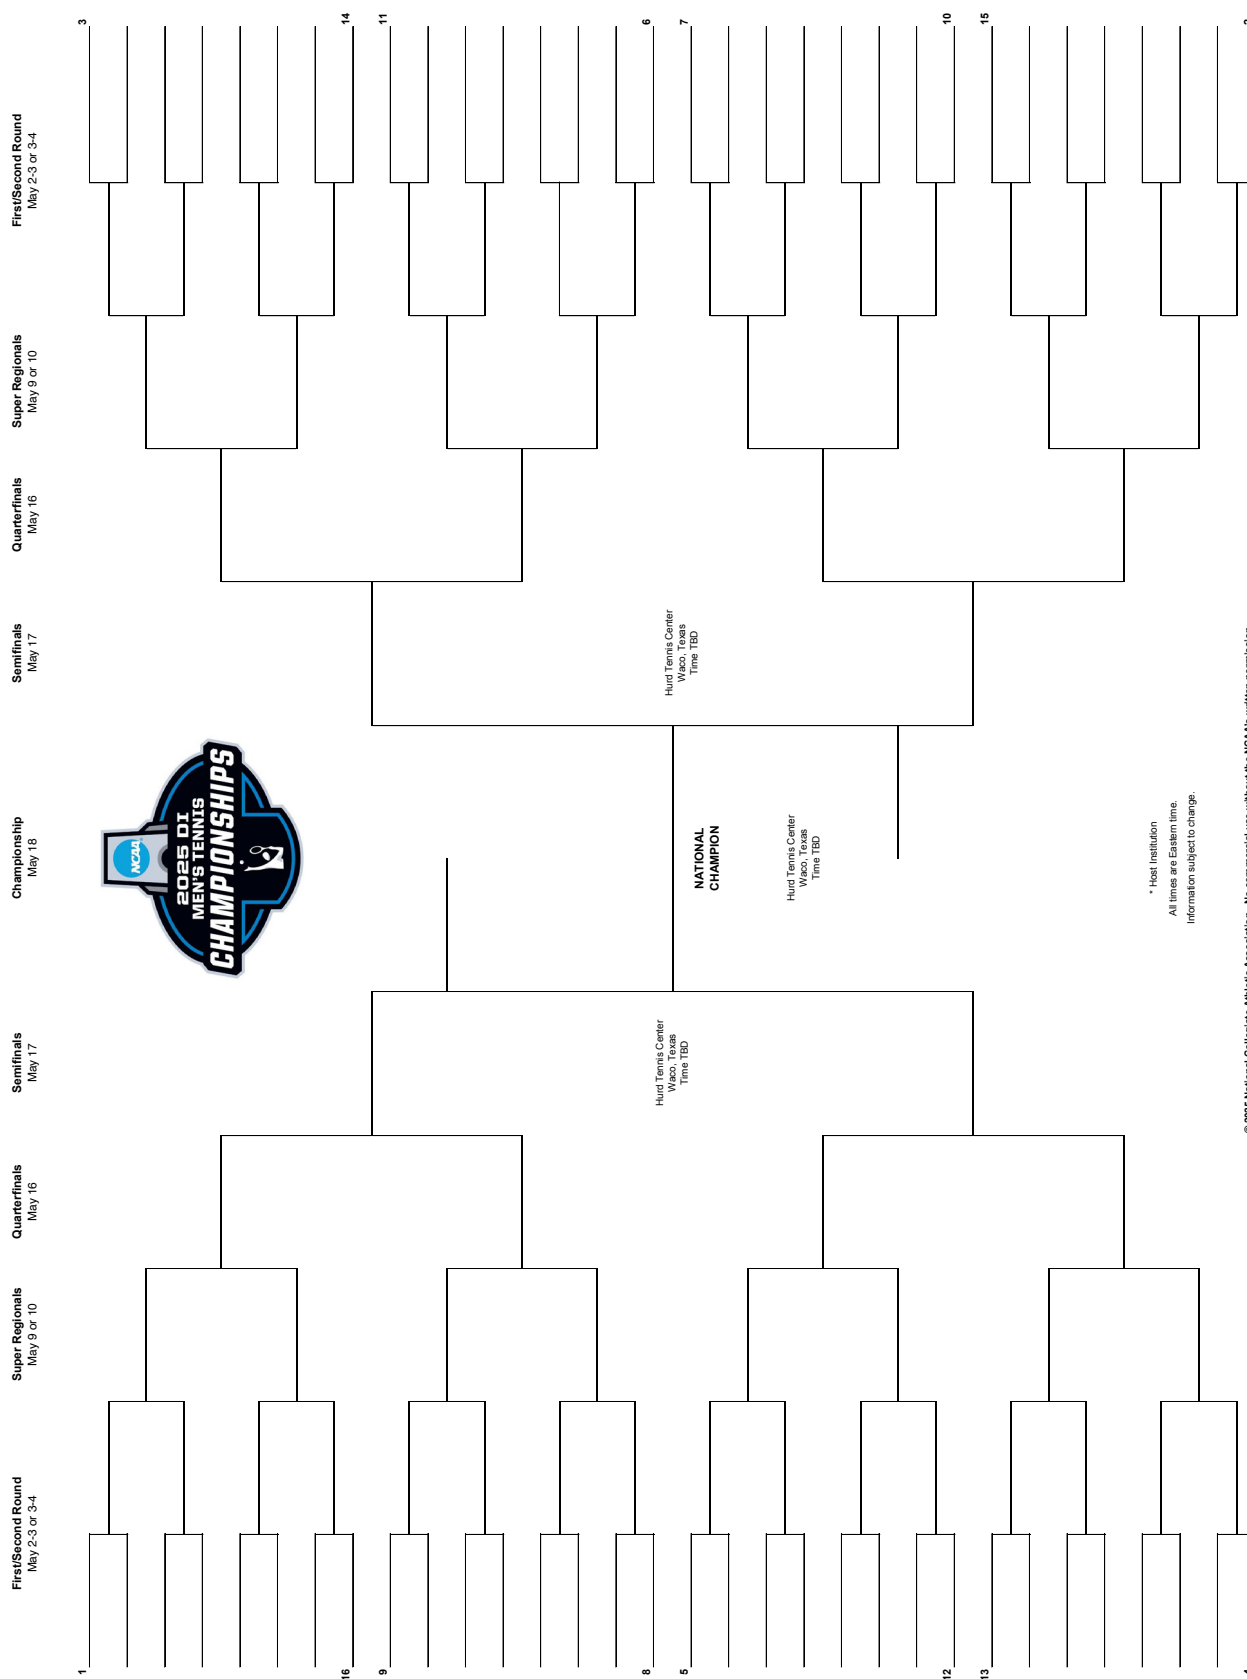 First/Second Round
May 2-3 or 3-4
Super Regionals
May 9 or 10
Quarterfinals
May 16
Semifinals
May 17
Championship
May 18
Semifinals
May 17
Quarterfinals
May 16
Super Regionals
May 9 or 10
First/Second Round
May 2-3 or 3-4
NCAA
2025 DI
MEN'S TENNIS
CHAMPIONSHIPS
1
16
9
8
5
12
13
3
14
11
6
7
10
15
Hurd Tennis Center
Waco, Texas
Time TBD
Hurd Tennis Center
Waco, Texas
Time TBD
NATIONAL
CHAMPION
Hurd Tennis Center
Waco, Texas
Time TBD
* Host Institution
All times are Eastern time.
Information subject to change.